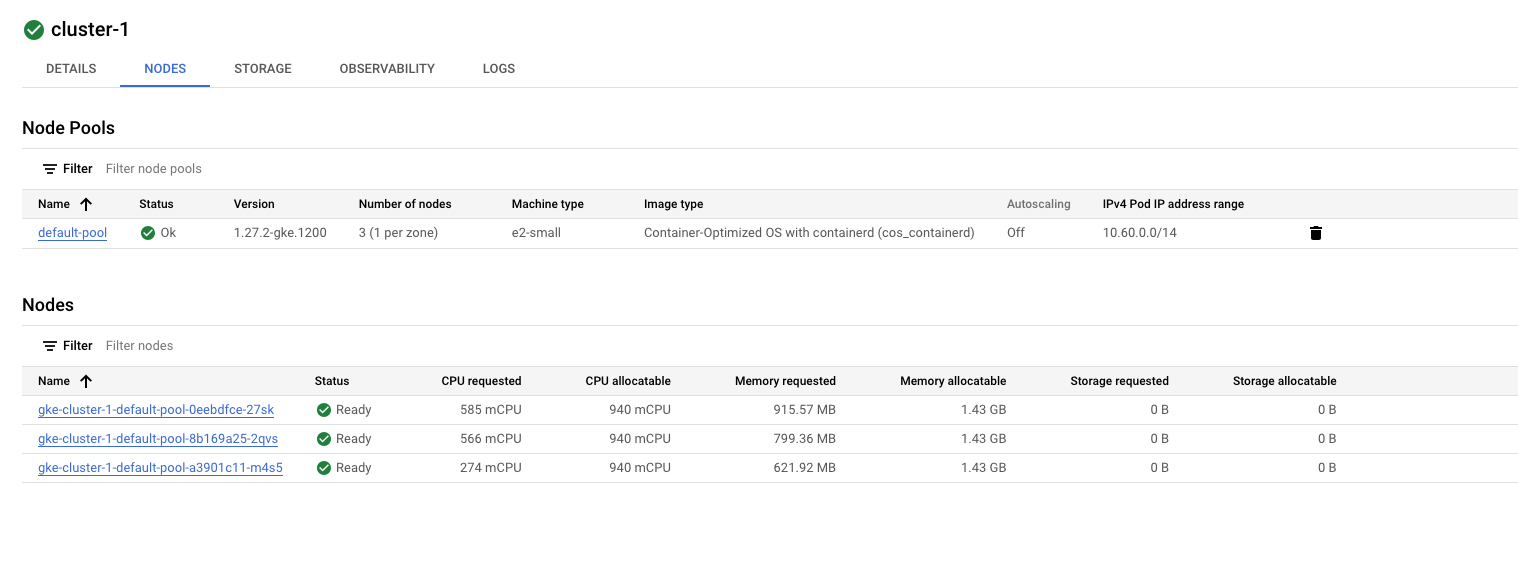 cluster-1
DETAILS NODES STORAGE OBSERVABILITY LOGS
Node Pools
Filter Filter node pools
Name Status Version Number of nodes Machine type Image type Autoscaling IPv4 Pod IP address range
default-pool Ok 1.27.2-gke.1200 3 (1 per zone) e2-small Container-Optimized OS with containerd (cos_containerd) Off 10.60.0.0/14
Nodes
Filter Filter nodes
Name Status CPU requested CPU allocatable Memory requested Memory allocatable Storage requested Storage allocatable
gke-cluster-1-default-pool-0eebdfce-27sk Ready 585 mCPU 940 mCPU 915.57 MB 1.43 GB 0 B 0 B
gke-cluster-1-default-pool-8b169a25-2qvs Ready 566 mCPU 940 mCPU 799.36 MB 1.43 GB 0 B 0 B
gke-cluster-1-default-pool-a3901c11-m4s5 Ready 274 mCPU 940 mCPU 621.92 MB 1.43 GB 0 B 0 B